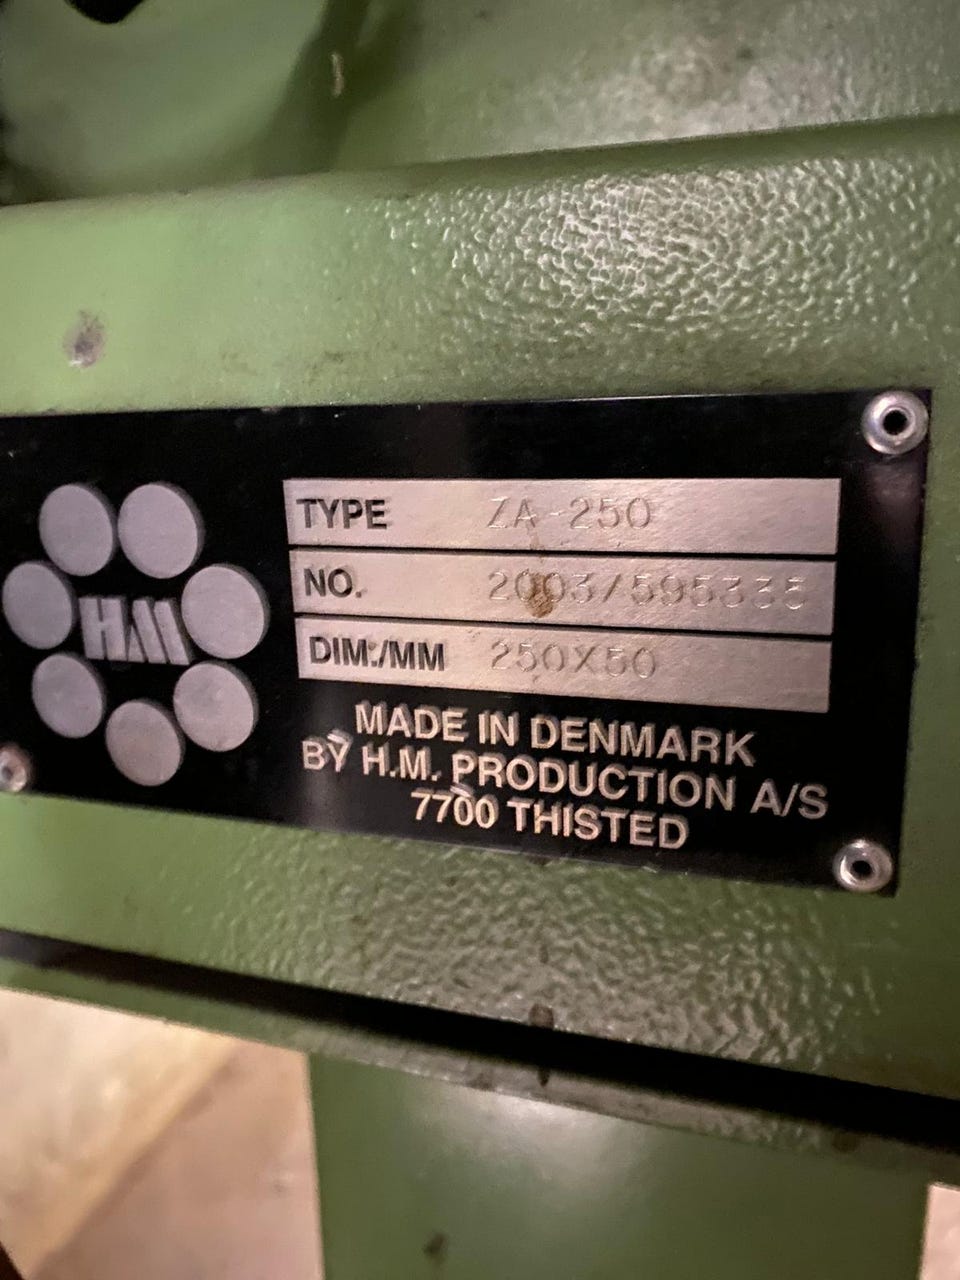 HM
TYPE ZA-250
NO. 2003/595335
DIM./MM 250X50
MADE IN DENMARK
BY H.M. PRODUCTION A/S
7700 THISTED